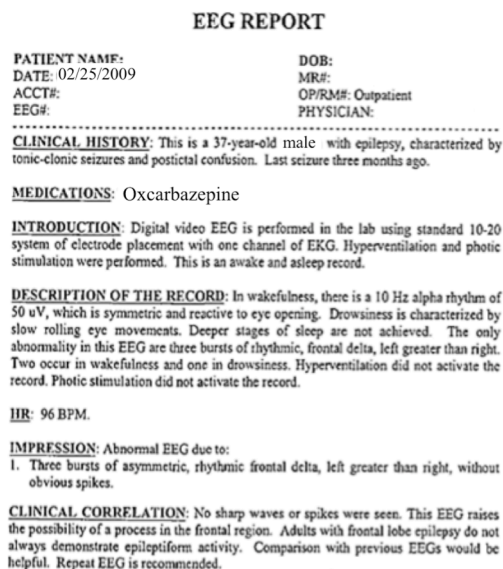 EEG REPORT
PATIENT NAME:
DOB:
DATE: 02/25/2009
MR#:
ACCT#:
OP/RM#: Outpatient
EEG#:
PHYSICIAN:
CLINICAL HISTORY: This is a 37-year-old male with epilepsy, characterized by
tonic-clonic seizures and postictal confusion. Last seizure three months ago.
MEDICATIONS: Oxcarbazepine
INTRODUCTION: Digital video EEG is performed in the lab using standard 10-20
system of electrode placement with one channel of EKG. Hyperventilation and photic
stimulation were performed. This is an awake and asleep record.
DESCRIPTION OF THE RECORD: In wakefulness, there is a 10 Hz alpha rhythm of
50 uV, which is symmetric and reactive to eye opening. Drowsiness is characterized by
slow rolling eye movements. Deeper stages of sleep are not achieved. The only
abnormality in this EEG are three bursts of rhythmic, frontal delta, left greater than right.
Two occur in wakefulness and one in drowsiness. Hyperventilation did not activate the
record. Photic stimulation did not activate the record.
HR: 96 BPM.
IMPRESSION: Abnormal EEG due to:
1. Three bursts of asymmetric, rhythmic frontal delta, left greater than right, without
obvious spikes.
CLINICAL CORRELATION: No sharp waves or spikes were seen. This EEG raises
the possibility of a process in the frontal region. Adults with frontal lobe epilepsy do not
always demonstrate epileptiform activity. Comparison with previous EEGs would be
helpful. Repeat EEG is recommended.